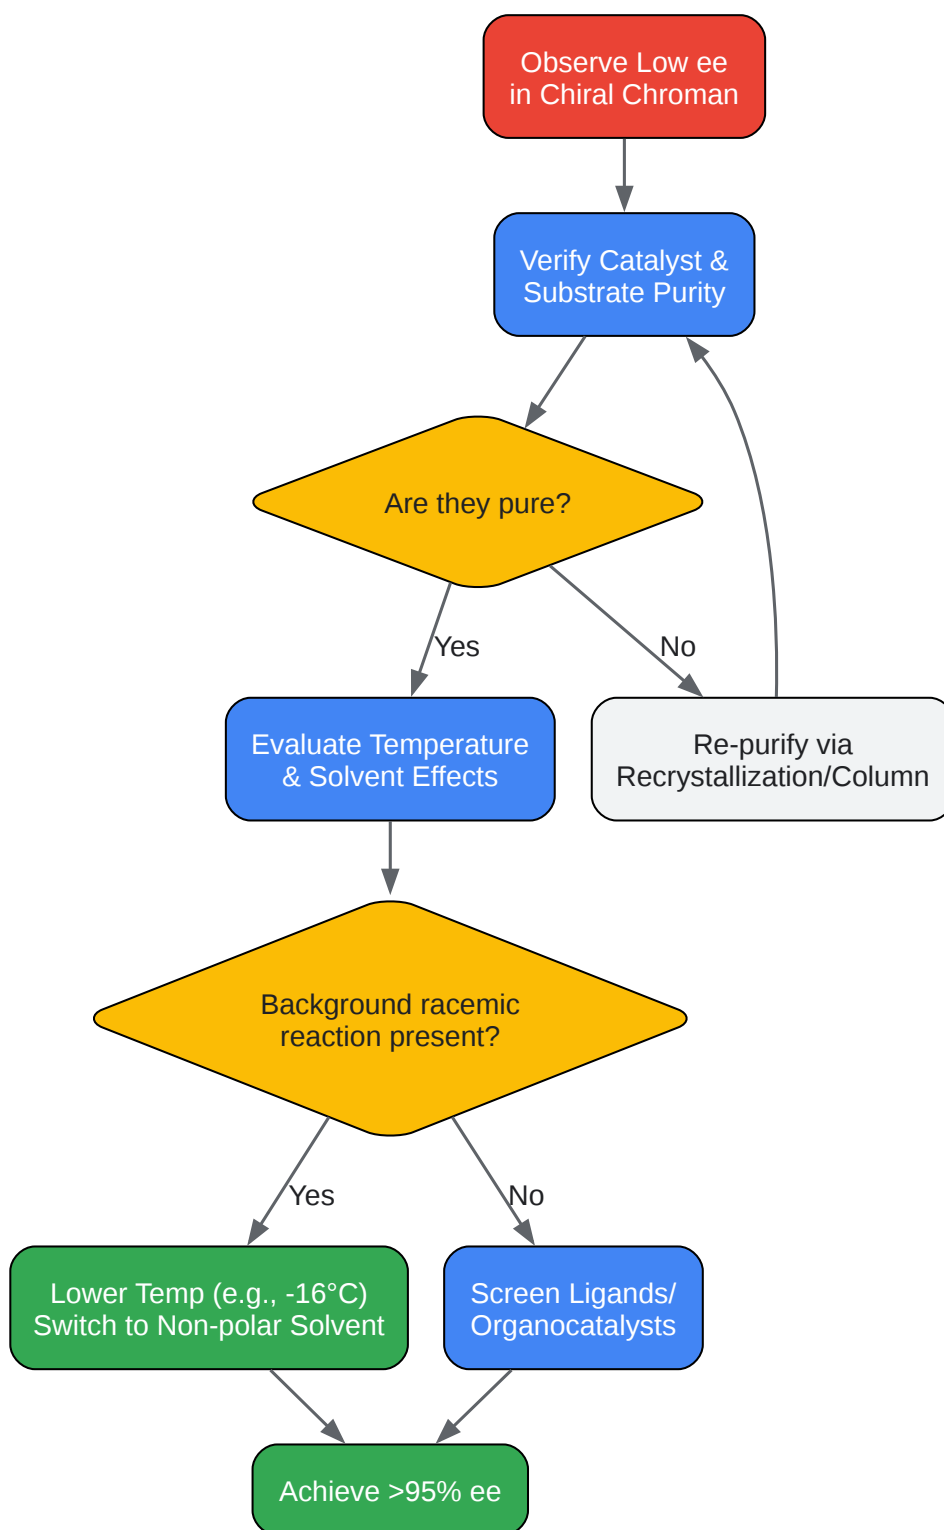 Observe Low ee
in Chiral Chroman
Verify Catalyst &
Substrate Purity
Are they pure?
Yes
No
Evaluate Temperature
& Solvent Effects
Re-purify via
Recrystallization/Column
Background racemic
reaction present?
Yes
No
Lower Temp (e.g., -16°C)
Switch to Non-polar Solvent
Screen Ligands/
Organocatalysts
Achieve >95% ee